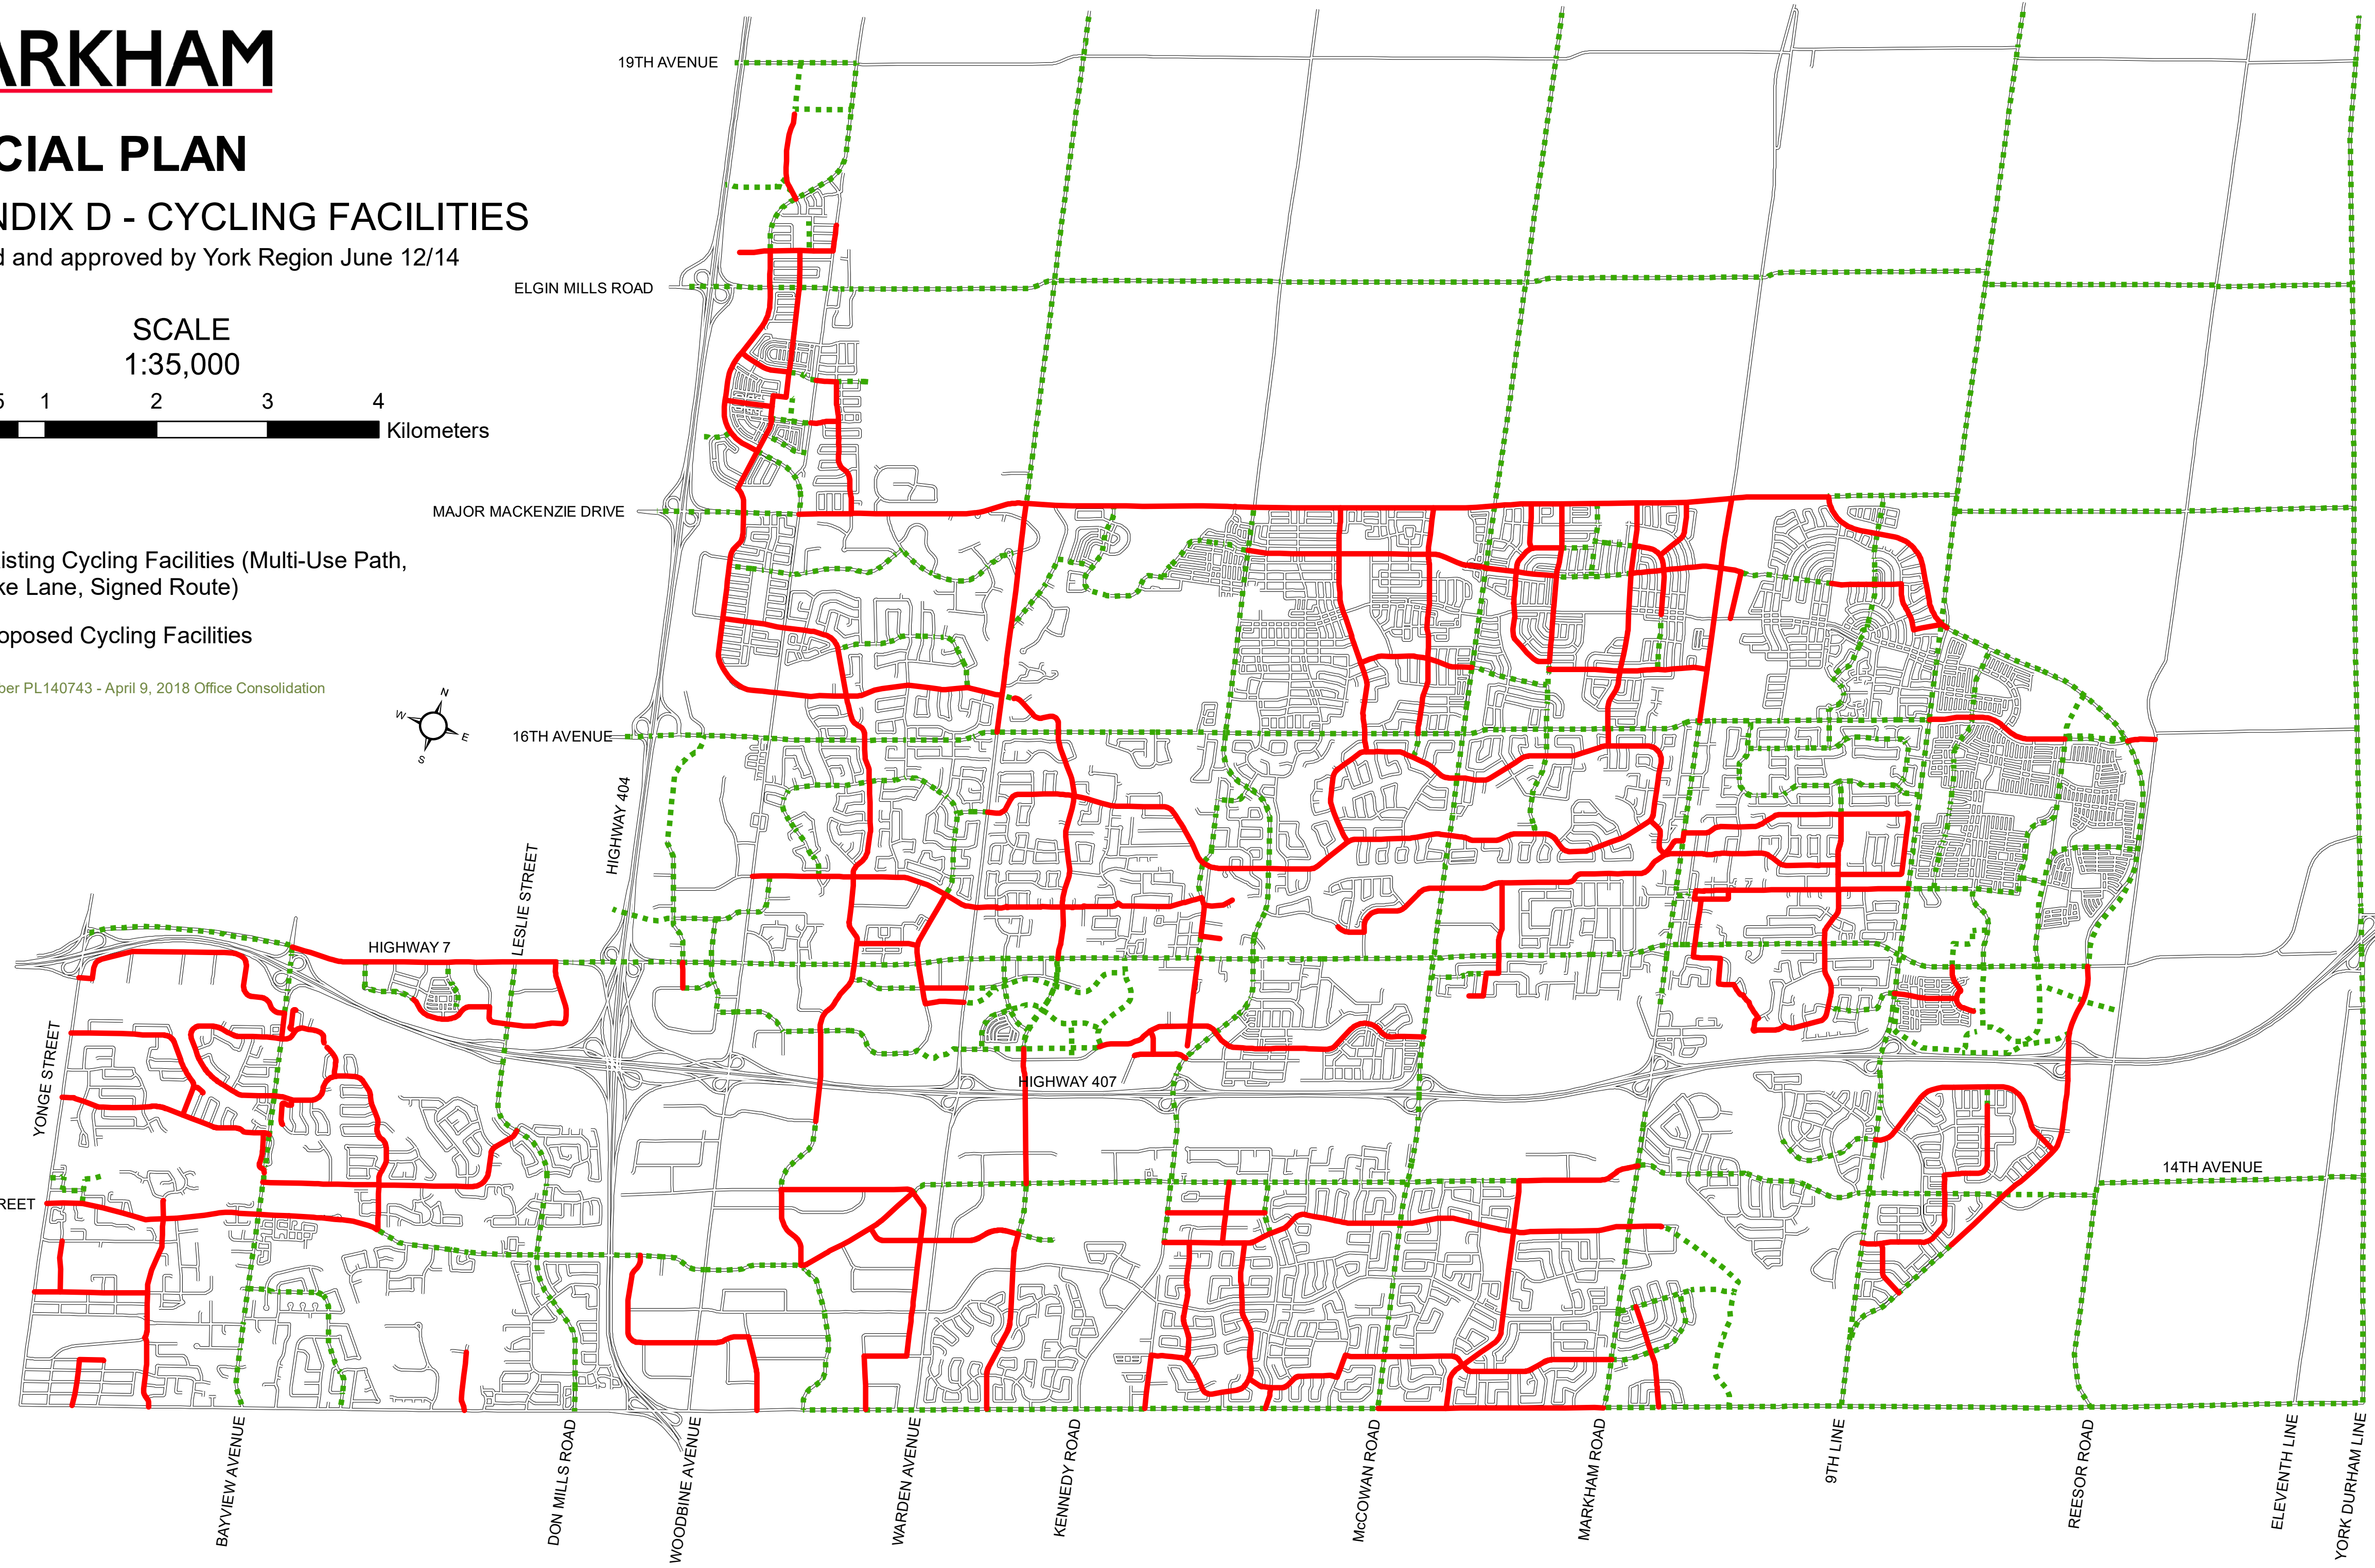 ARKHAM
CIAL PLAN
NDIX D - CYCLING FACILITIES
d and approved by York Region June 12/14
SCALE
1:35,000
5 1 2 3 4
Kilometers
isting Cycling Facilities (Multi-Use Path,
ke Lane, Signed Route)
oposed Cycling Facilities
ber PL140743 - April 9, 2018 Office Consolidation
N
W
E
S
19TH AVENUE
ELGIN MILLS ROAD
MAJOR MACKENZIE DRIVE
16TH AVENUE
HIGHWAY 404
LESLIE STREET
HIGHWAY 7
YONGE STREET
HIGHWAY 407
14TH AVENUE
REET
BAYVIEW AVENUE
DON MILLS ROAD
WOODBINE AVENUE
WARDEN AVENUE
KENNEDY ROAD
McCOWAN ROAD
MARKHAM ROAD
9TH LINE
REESOR ROAD
ELEVENTH LINE
YORK DURHAM LINE